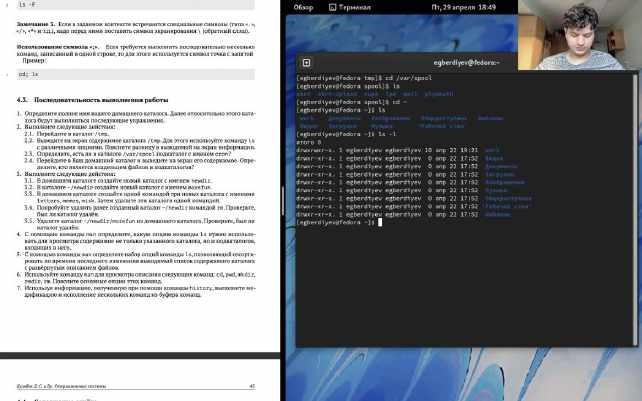 ls -F
Замечание 3. Если в заданном контексте встречаются специальные символы (типа «.»,
«/», «*» и т.д.), надо перед ними поставить символ экранирования \ (обратный слэш).
Использование символа «;». Если требуется выполнить последовательно несколько
команд, записанный в одной строке, то для этого используется символ точка с запятой
Пример:
cd; ls
4.3. Последовательность выполнения работы
1. Определите полное имя вашего домашнего каталога. Далее относительно этого ката-
лога будут выполняться последующие упражнения.
2. Выполните следующие действия:
2.1. Перейдите в каталог /tmp.
2.2. Выведите на экран содержимое каталога /tmp. Для этого используйте команду ls
с различными опциями. Поясните разницу в выводимой на экран информации.
2.3. Определите, есть ли в каталоге /var/spool подкаталог с именем cron?
2.4. Перейдите в Ваш домашний каталог и выведите на экран его содержимое. Опре-
делите, кто является владельцем файлов и подкаталогов?
3. Выполните следующие действия:
3.1. В домашнем каталоге создайте новый каталог с именем newdir.
3.2. В каталоге ~/newdir создайте новый каталог с именем morefun.
3.3. В домашнем каталоге создайте одной командой три новых каталога с именами
letters, memos, misk. Затем удалите эти каталоги одной командой.
3.4. Попробуйте удалить ранее созданный каталог ~/newdir командой rm. Проверьте,
был ли каталог удалён.
3.5. Удалите каталог ~/newdir/morefun из домашнего каталога. Проверьте, был ли
каталог удалён.
4. С помощью команды man определите, какую опцию команды ls нужно использо-
вать для просмотра содержимое не только указанного каталога, но и подкаталогов,
входящих в него.
5. С помощью команды man определите набор опций команды ls, позволяющий отсорти-
ровать по времени последнего изменения выводимый список содержимого каталога
с развёрнутым описанием файлов.
6. Используйте команду man для просмотра описания следующих команд: cd, pwd, mkdir,
rmdir, rm. Поясните основные опции этих команд.
7. Используя информацию, полученную при помощи команды history, выполните мо-
дификацию и исполнение нескольких команд из буфера команд.
Кулябов Д. С. и др. Операционные системы 45
Обзор Терминал Пт, 29 апреля 18:49
egberdiyev@fedora:~
[egberdiyev@fedora tmp]$ cd /var/spool
[egberdiyev@fedora spool]$ ls
abrt abrt-upload cups lpd mail plymouth
[egberdiyev@fedora spool]$ cd ~
[egberdiyev@fedora ~]$ ls
work Документы Изображения Общедоступные Шаблоны
Видео Загрузки Музыка 'Рабочий стол'
[egberdiyev@fedora ~]$ ls -l
итого 0
drwxrwxr-x. 1 egberdiyev egberdiyev 10 апр 22 18:21 work
drwxr-xr-x. 1 egberdiyev egberdiyev 0 апр 22 17:52 Видео
drwxr-xr-x. 1 egberdiyev egberdiyev 0 апр 22 17:52 Документы
drwxr-xr-x. 1 egberdiyev egberdiyev 0 апр 22 17:52 Загрузки
drwxr-xr-x. 1 egberdiyev egberdiyev 0 апр 22 17:52 Изображения
drwxr-xr-x. 1 egberdiyev egberdiyev 0 апр 22 17:52 Музыка
drwxr-xr-x. 1 egberdiyev egberdiyev 0 апр 22 17:52 Общедоступные
drwxr-xr-x. 1 egberdiyev egberdiyev 0 апр 22 17:52 'Рабочий стол'
drwxr-xr-x. 1 egberdiyev egberdiyev 0 апр 22 17:52 Шаблоны
[egberdiyev@fedora ~]$